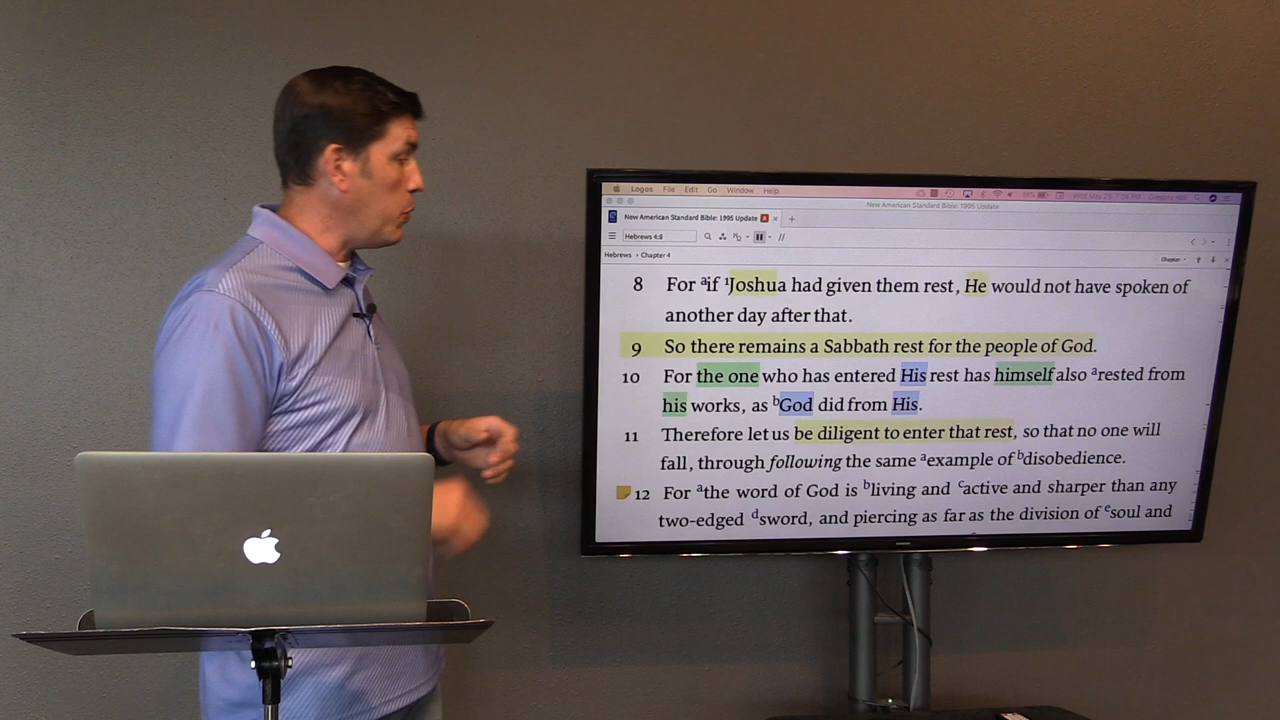 Logos File Edit Go Window Help
New American Standard Bible: 1995 Update
New American Standard Bible: 1995 Update A × +
Hebrews 4:8
Hebrews › Chapter 4
Chapter
8 For ªif ¹Joshua had given them rest, He would not have spoken of
another day after that.
9 So there remains a Sabbath rest for the people of God.
10 For the one who has entered His rest has himself also ªrested from
his works, as ᵇGod did from His.
11 Therefore let us be diligent to enter that rest, so that no one will
fall, through following the same ªexample of ᵇdisobedience.
12 For ªthe word of God is ᵇliving and ᶜactive and sharper than any
two-edged ᵈsword, and piercing as far as the division of ᵉsoul and